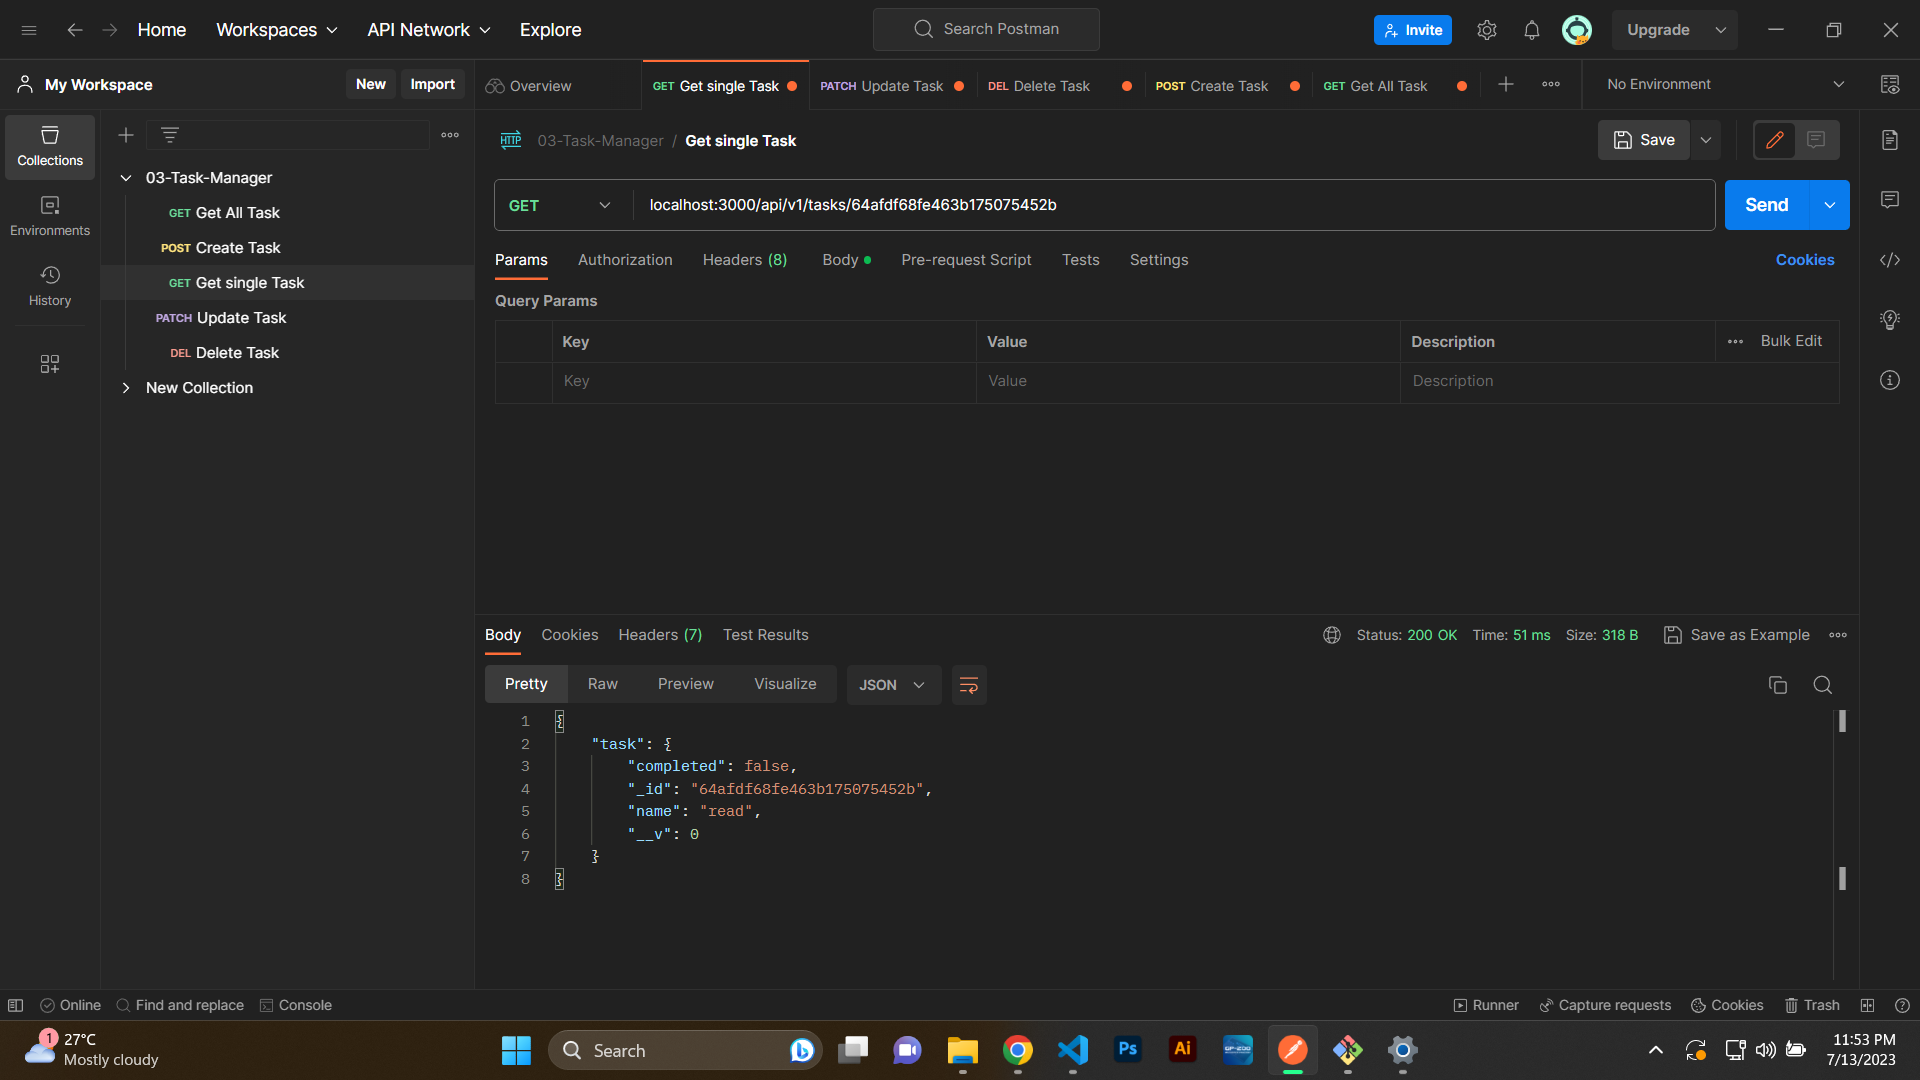 Home
Workspaces
API Network
Explore
Search Postman
Invite
Upgrade
My Workspace
New
Import
Overview
GET Get single Task
PATCH Update Task
DEL Delete Task
POST Create Task
GET Get All Task
No Environment
Collections
Environments
History
03-Task-Manager
GET Get All Task
POST Create Task
GET Get single Task
PATCH Update Task
DEL Delete Task
New Collection
HTTP 03-Task-Manager / Get single Task
Save
GET localhost:3000/api/v1/tasks/64afdf68fe463b175075452b
Send
Params Authorization Headers (8) Body Pre-request Script Tests Settings
Cookies
Query Params
Key Value Description Bulk Edit
Key Value Description
Body Cookies Headers (7) Test Results
Status: 200 OK Time: 51 ms Size: 318 B Save as Example
Pretty Raw Preview Visualize JSON
1 {
2 "task": {
3 "completed": false,
4 "_id": "64afdf68fe463b175075452b",
5 "name": "read",
6 "__v": 0
7 }
8 }
Online Find and replace Console
Runner Capture requests Cookies Trash
1
27°C
Mostly cloudy
Search
Ps
Ai
11:53 PM
7/13/2023